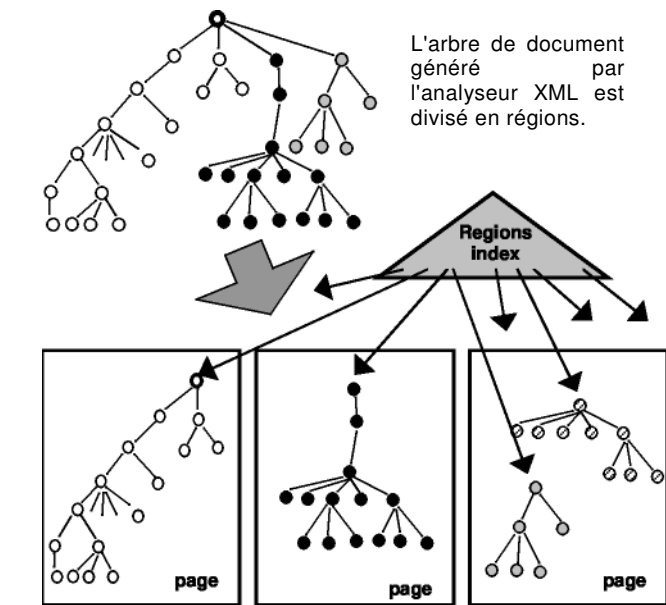 L'arbre de document
généré par
l'analyseur XML est
divisé en régions.
Regions
index
page
page
page